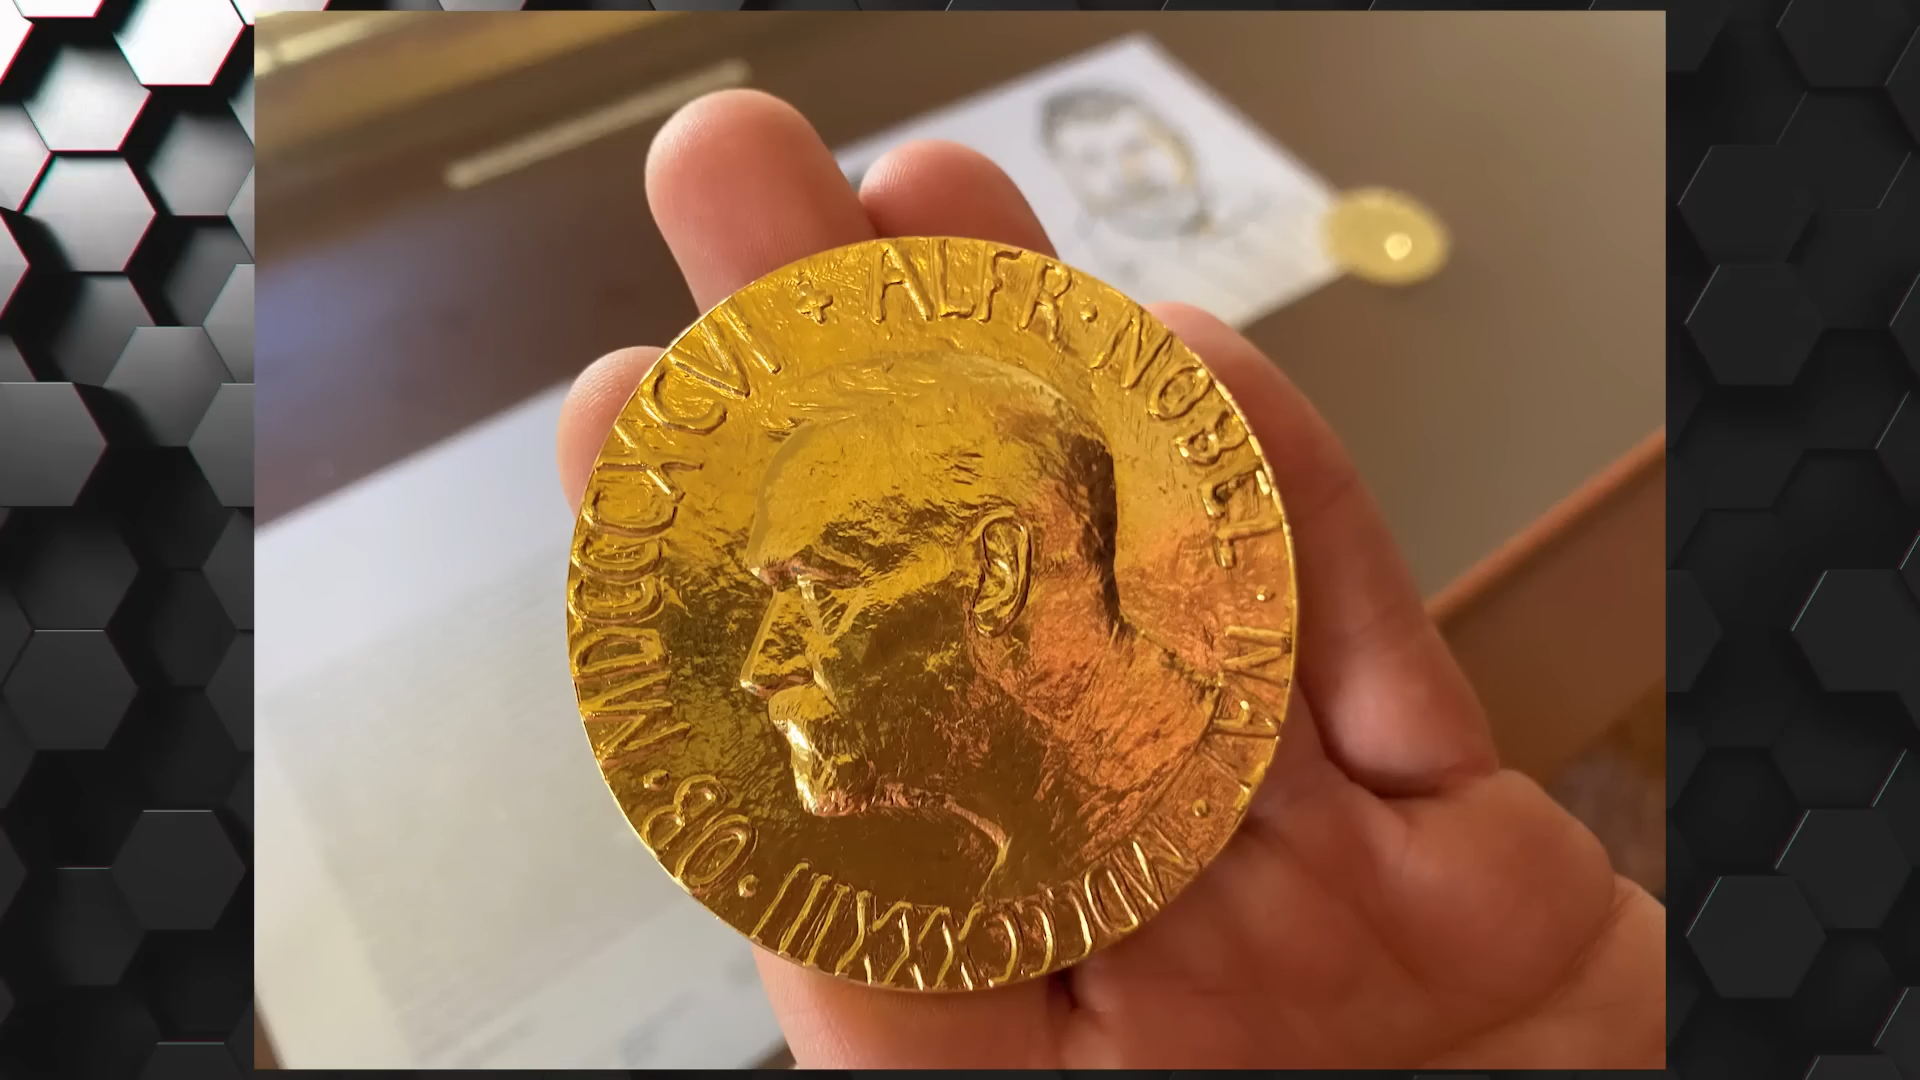 + ALFR · NOBEL · NAT · MDCCCXXXIII · OB · MDCCCXCVI